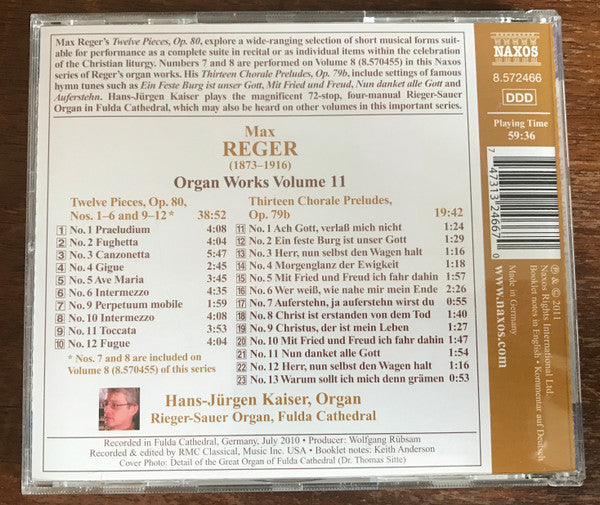 Max Reger's Twelve Pieces, Op. 80, explore a wide-ranging selection of short musical forms suit-
able for performance as a complete suite in recital or as individual items within the celebration
of the Christian liturgy. Numbers 7 and 8 are performed on Volume 8 (8.570455) in this Naxos
series of Reger's organ works. His Thirteen Chorale Preludes, Op. 79b, include settings of famous
hymn tunes such as Ein Feste Burg ist unser Gott, Mit Fried und Freud, Nun danket alle Gott and
Auferstehn. Hans-Jürgen Kaiser plays the magnificent 72-stop, four-manual Rieger-Sauer
Organ in Fulda Cathedral, which may also be heard on other volumes in this important series.
Max
REGER
(1873–1916)
Organ Works Volume 11
Twelve Pieces, Op. 80,
Nos. 1–6 and 9–12* 38:52
1 No. 1 Praeludium 4:08
2 No. 2 Fughetta 4:08
3 No. 3 Canzonetta 5:47
4 No. 4 Gigue 2:45
5 No. 5 Ave Maria 3:45
6 No. 6 Intermezzo 4:35
7 No. 9 Perpetuum mobile 1:59
8 No. 10 Intermezzo 4:08
9 No. 11 Toccata 3:53
10 No. 12 Fugue 4:04
* Nos. 7 and 8 are included on
Volume 8 (8.570455) of this series
Thirteen Chorale Preludes,
Op. 79b 19:42
11 No. 1 Ach Gott, verlaß mich nicht 1:24
12 No. 2 Ein feste Burg ist unser Gott 1:29
13 No. 3 Herr, nun selbst den Wagen halt 1:16
14 No. 4 Morgenglanz der Ewigkeit 1:18
15 No. 5 Mit Fried und Freud ich fahr dahin 1:57
16 No. 6 Wer weiß, wie nahe mir mein Ende 2:26
17 No. 7 Auferstehn, ja auferstehn wirst du 0:55
18 No. 8 Christ ist erstanden von dem Tod 1:40
19 No. 9 Christus, der ist mein Leben 1:27
20 No. 10 Mit Fried und Freud ich fahr dahin 1:47
21 No. 11 Nun danket alle Gott 1:54
22 No. 12 Herr, nun selbst den Wagen halt 1:16
23 No. 13 Warum sollt ich mich denn grämen 0:53
Hans-Jürgen Kaiser, Organ
Rieger-Sauer Organ, Fulda Cathedral
Recorded in Fulda Cathedral, Germany, July 2010 • Producer: Wolfgang Rübsam
Recorded & edited by RMC Classical, Music Inc. USA • Booklet notes: Keith Anderson
Cover Photo: Detail of the Great Organ of Fulda Cathedral (Dr. Thomas Sitte)
NAXOS
8.572466
DDD
Playing Time
59:36
7 47313 24667 0
℗ & © 2011
Naxos Rights International Ltd.
Booklet notes in English • Kommentar auf Deutsch
Made in Germany
www.naxos.com